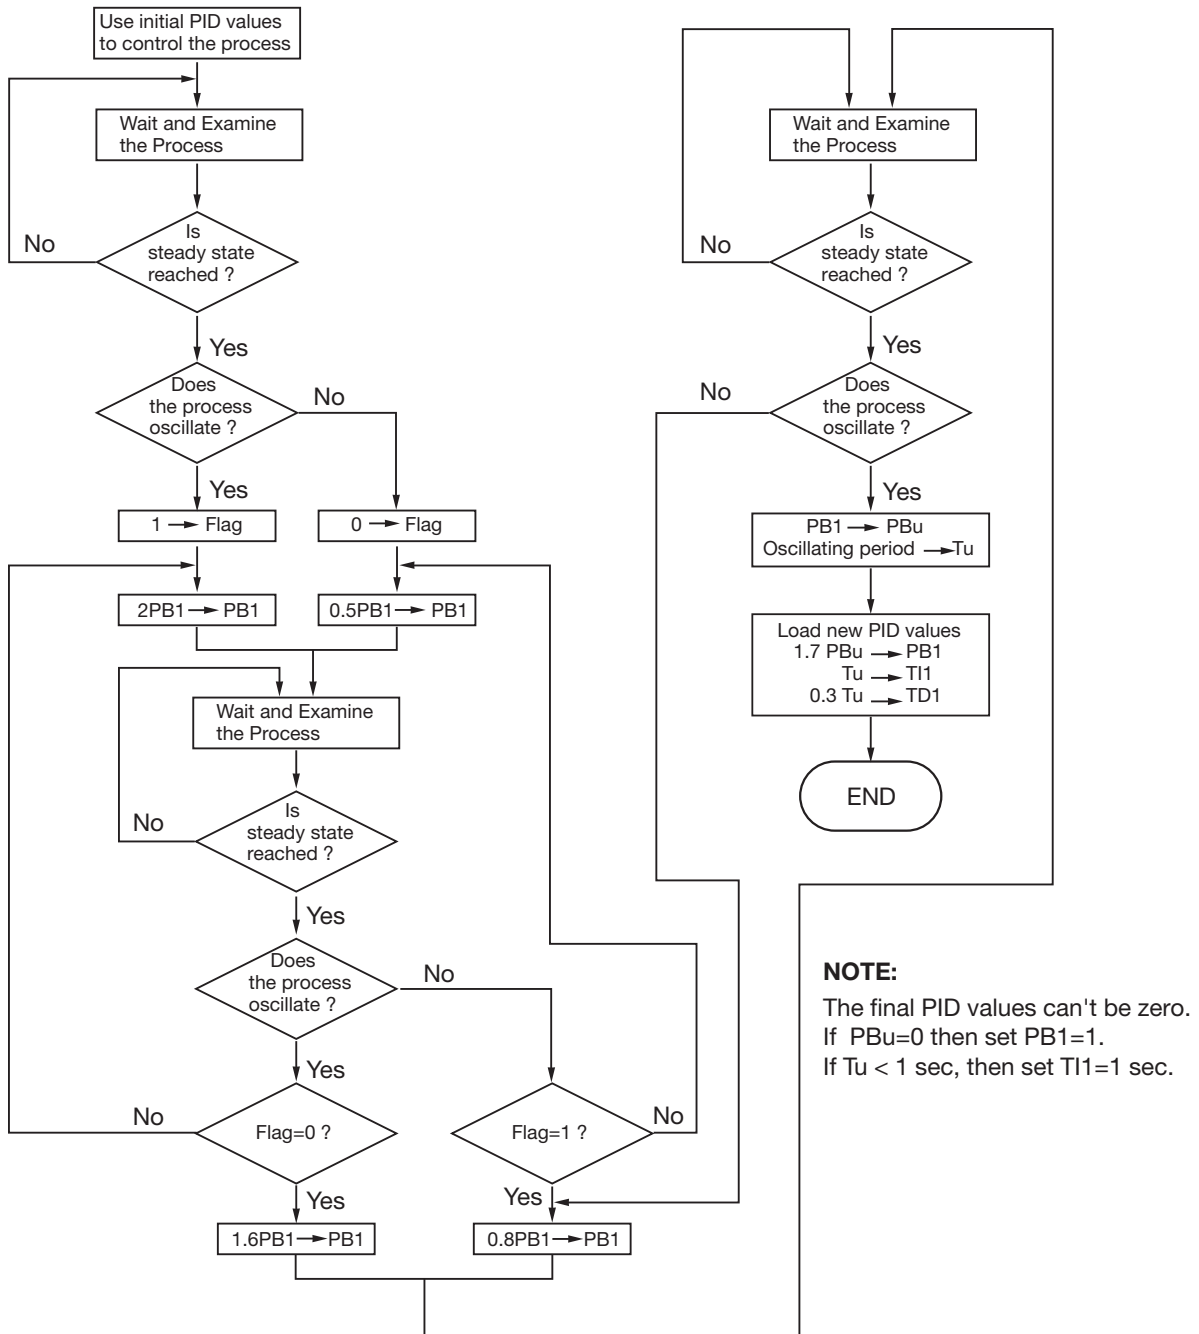 Use initial PID values
to control the process
Wait and Examine
the Process
Is
steady state
reached ?
No
Yes
Does
the process
oscillate ?
No
Yes
1 → Flag
0 → Flag
2PB1 → PB1
0.5PB1 → PB1
Wait and Examine
the Process
Is
steady state
reached ?
No
Yes
Does
the process
oscillate ?
No
Yes
Flag=0 ?
No
Yes
Flag=1 ?
No
Yes
1.6PB1 → PB1
0.8PB1 → PB1
Wait and Examine
the Process
Is
steady state
reached ?
No
Yes
Does
the process
oscillate ?
No
Yes
PB1 → PBu
Oscillating period → Tu
Load new PID values
1.7 PBu → PB1
Tu → TI1
0.3 Tu → TD1
END
NOTE:
The final PID values can't be zero.
If PBu=0 then set PB1=1.
If Tu < 1 sec, then set TI1=1 sec.